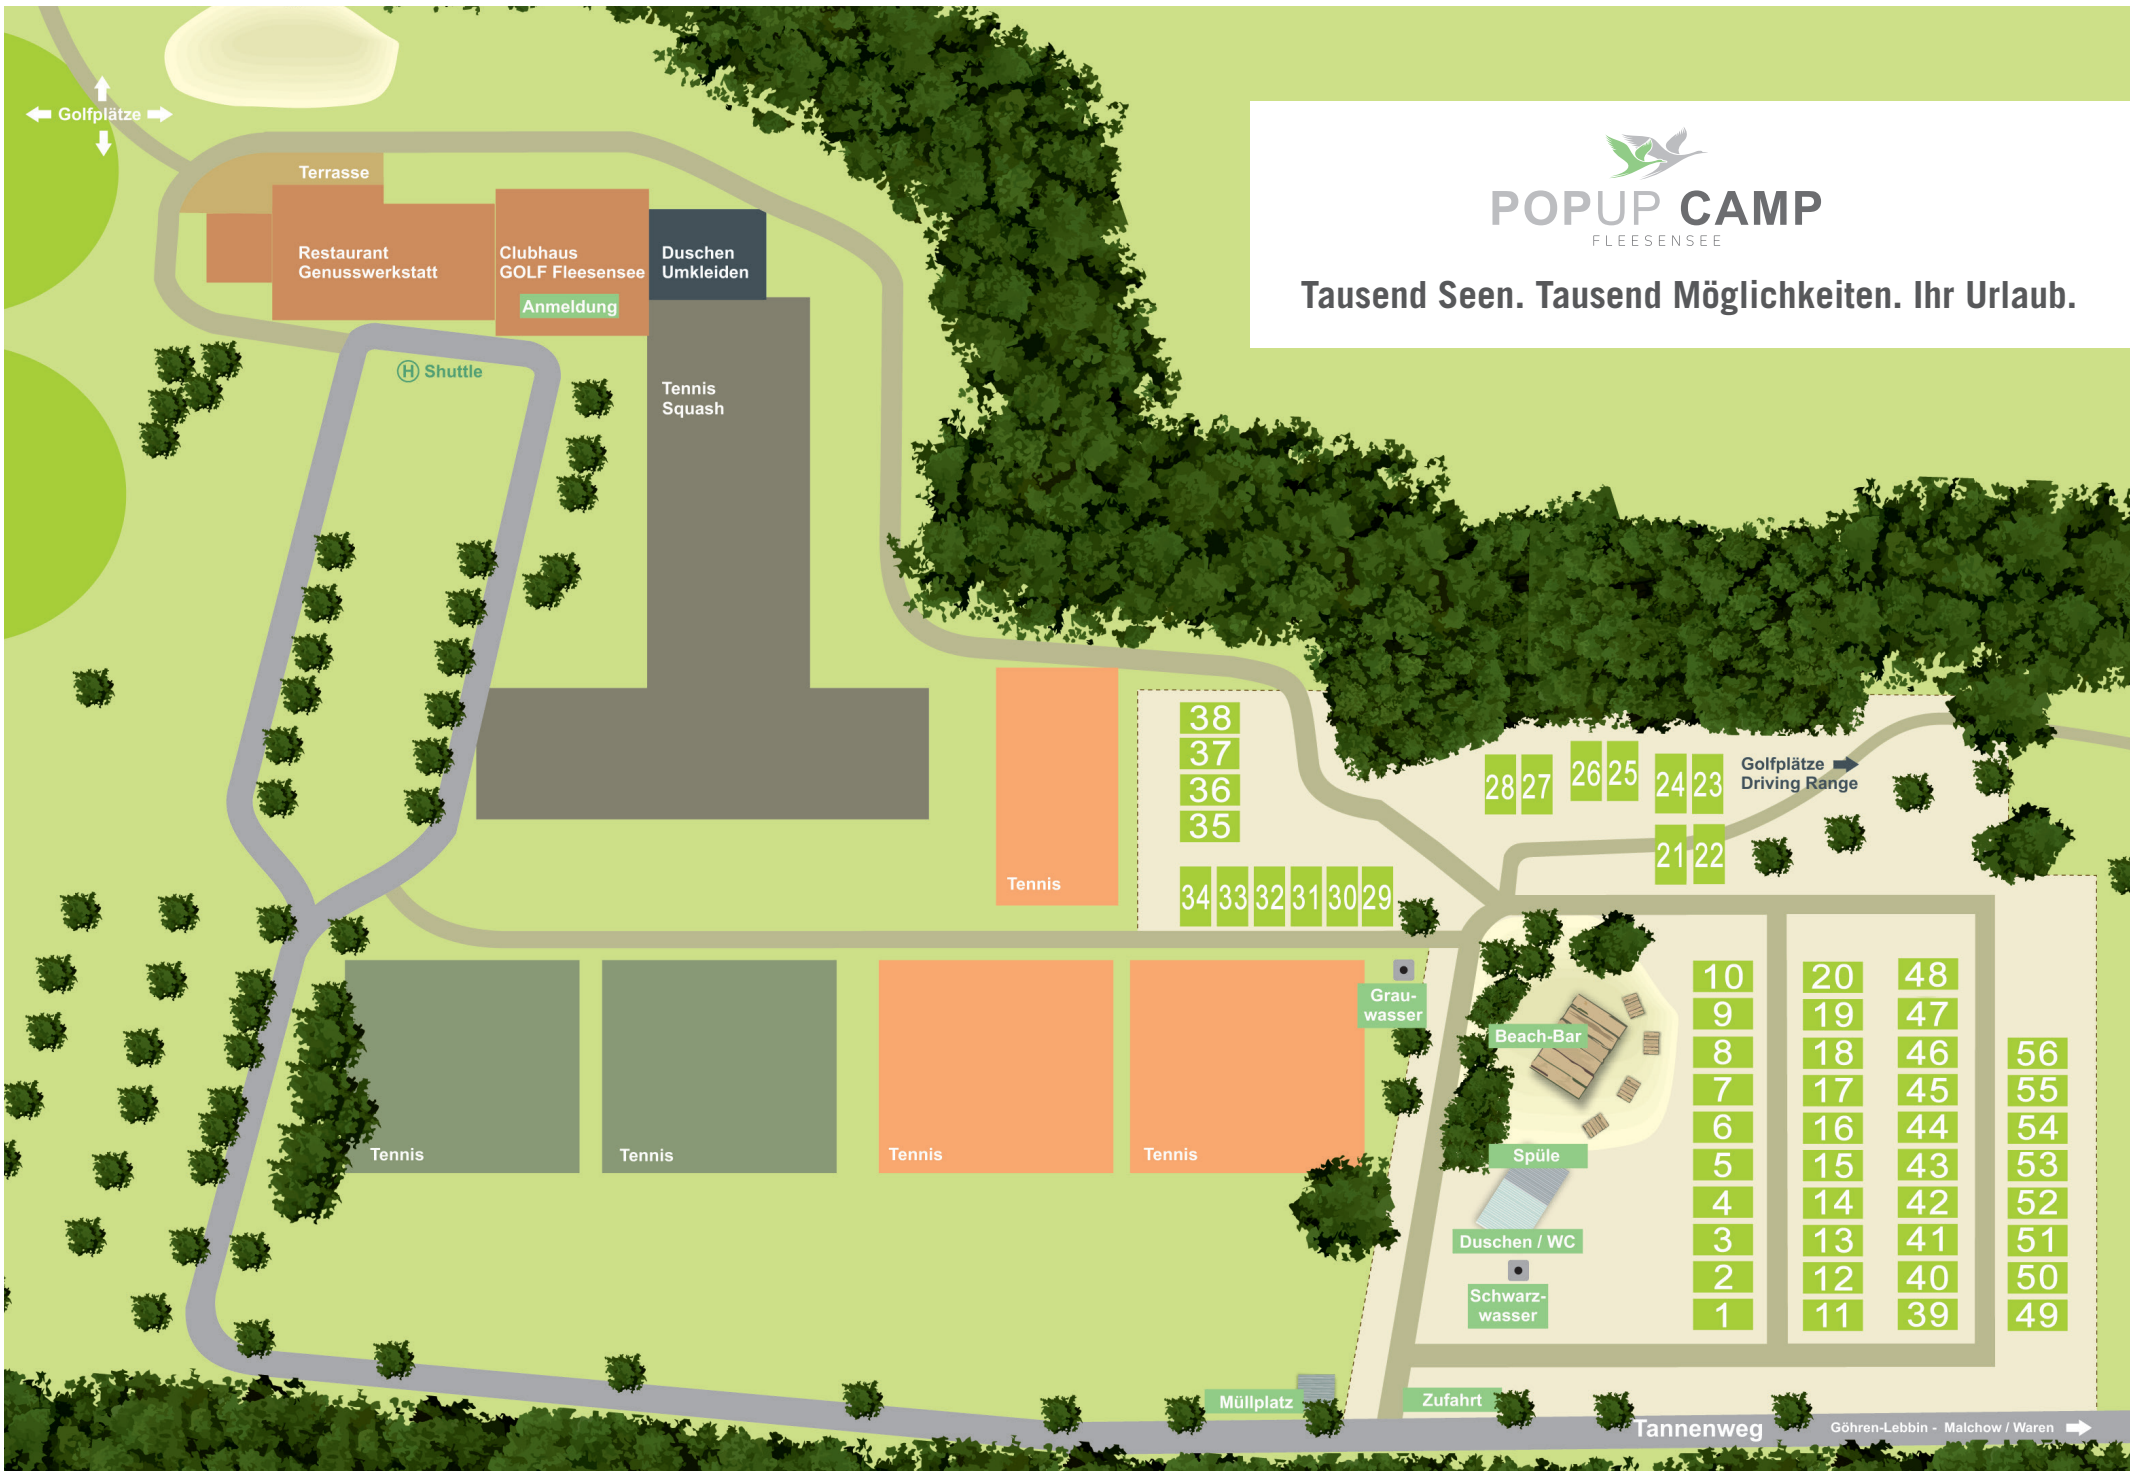 Golfplätze
Terrasse
Restaurant
Genusswerkstatt
Clubhaus
GOLF Fleesensee
Anmeldung
Duschen
Umkleiden
POPUP CAMP
FLEESENSEE
Tausend Seen. Tausend Möglichkeiten. Ihr Urlaub.
H Shuttle
Tennis
Squash
Tennis
38
37
36
35
34 33 32 31 30 29
28 27 26 25 24 23
Golfplätze
Driving Range
21 22
Grau-
wasser
Beach-Bar
Spüle
Duschen / WC
Schwarz-
wasser
10
9
8
7
6
5
4
3
2
1
20
19
18
17
16
15
14
13
12
11
48
47
46
45
44
43
42
41
40
39
56
55
54
53
52
51
50
49
Tennis
Tennis
Tennis
Tennis
Müllplatz
Zufahrt
Tannenweg
Göhren-Lebbin - Malchow / Waren